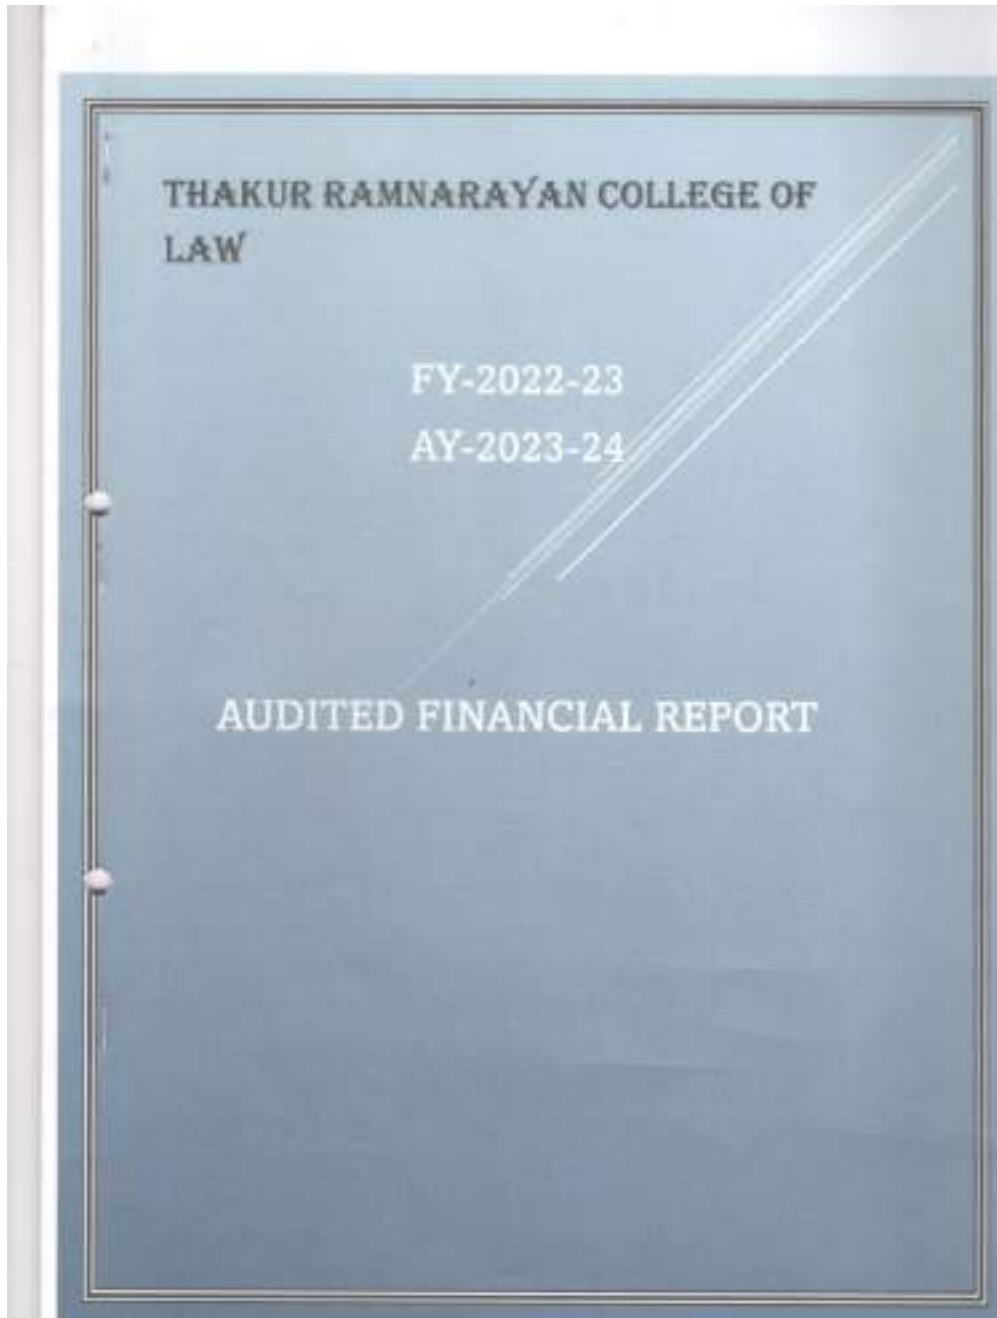 THAKUR RAMNARAYAN COLLEGE OF
LAW
FY-2022-23
AY-2023-24
AUDITED FINANCIAL REPORT